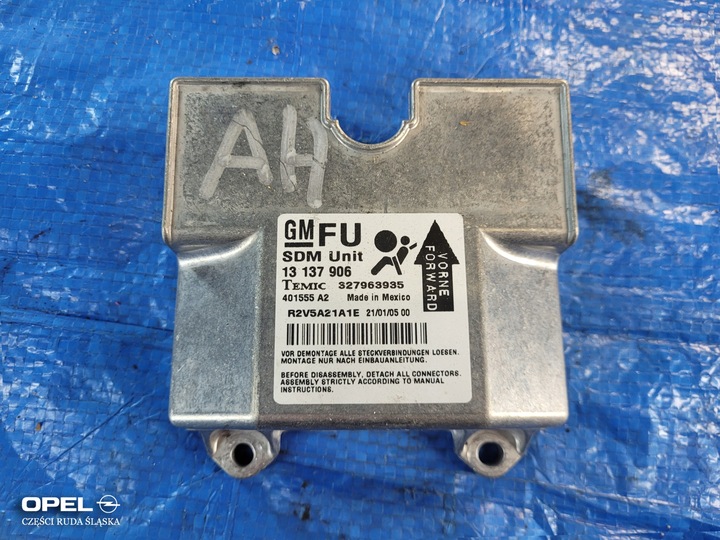 AH
GM FU
SDM Unit
13 137 906
TEMIC 327963935
401555 A2 Made in Mexico
R2V5A21A1E 21/01/05 00
VORNE
FORWARD
VOR DEMONTAGE ALLE STECKVERBINDUNGEN LOESEN.
MONTAGE NUR NACH EINBAUANLEITUNG.
BEFORE DISASSEMBLY, DETACH ALL CONNECTORS.
ASSEMBLY STRICTLY ACCORDING TO MANUAL
INSTRUCTIONS.
OPEL
CZĘŚCI RUDA ŚLĄSKA